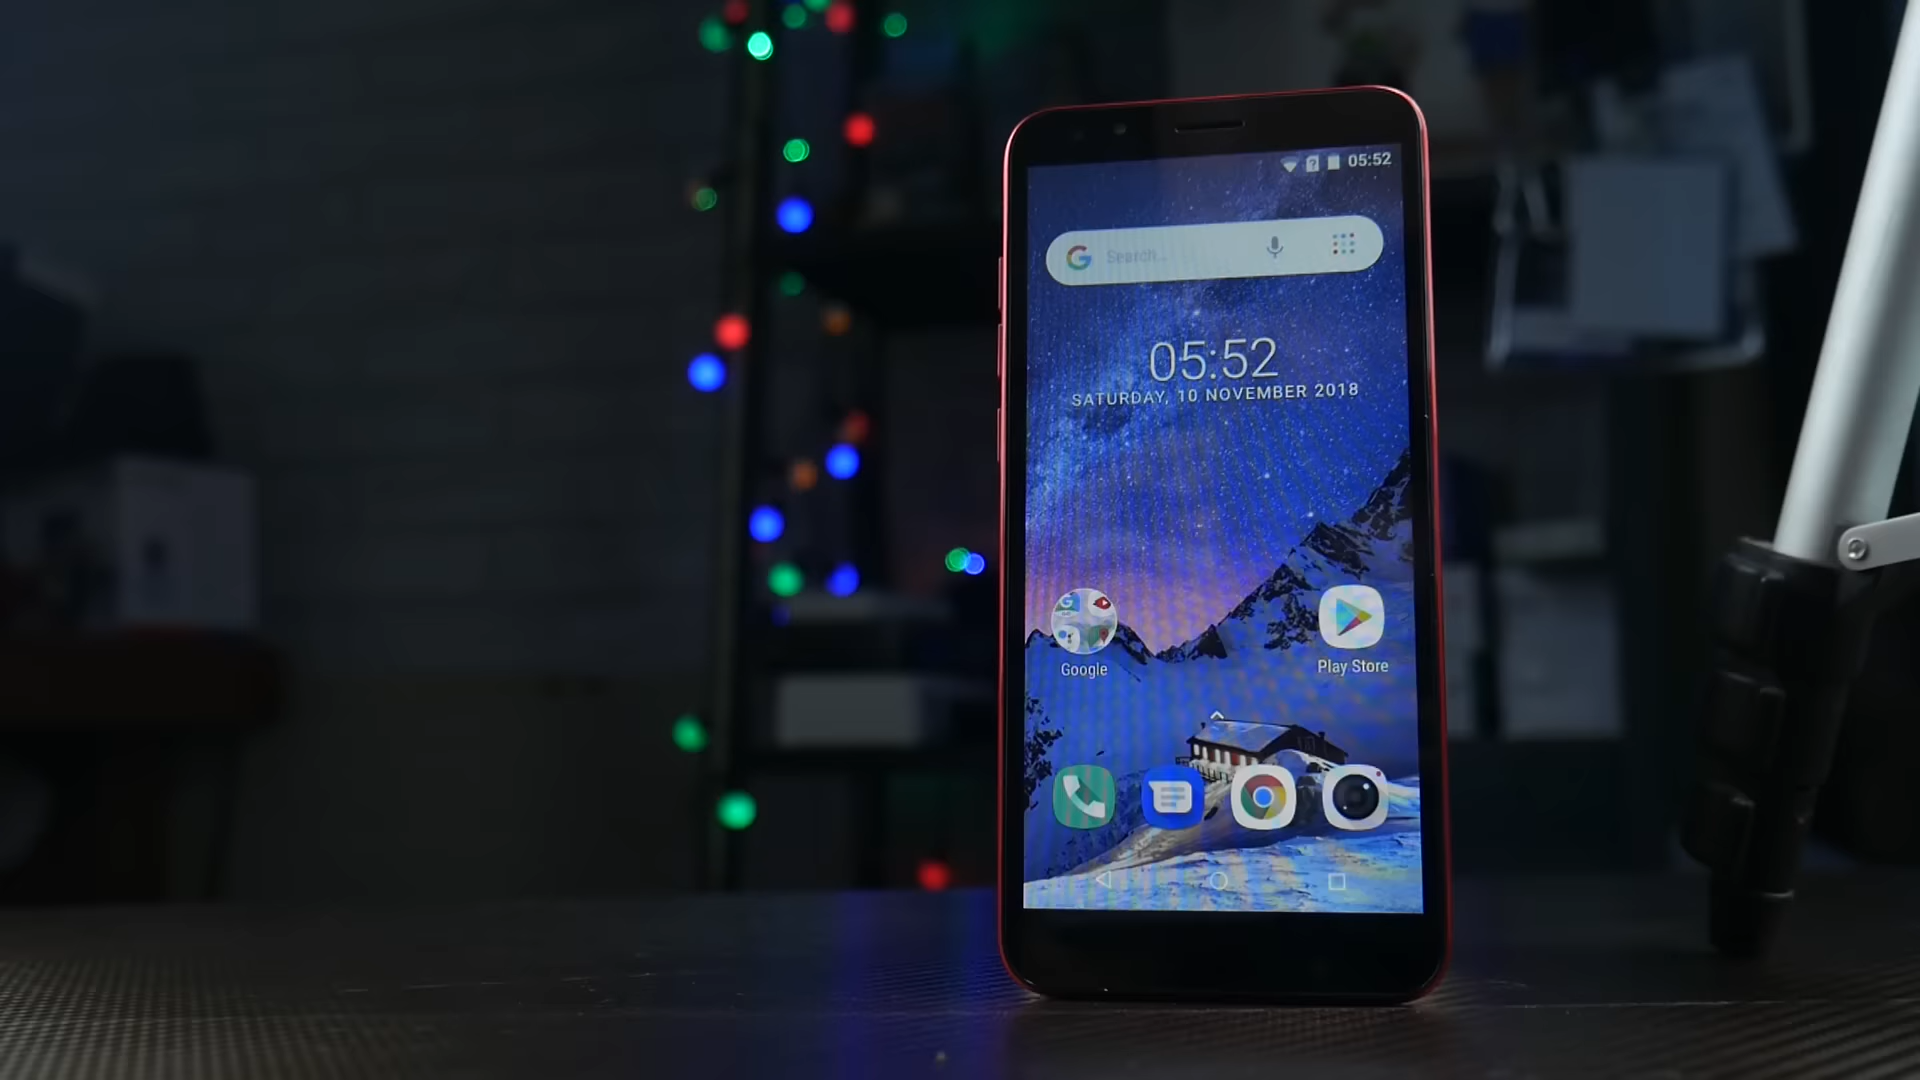 05:52
Search...
05:52
SATURDAY, 10 NOVEMBER 2018
Google
Play Store